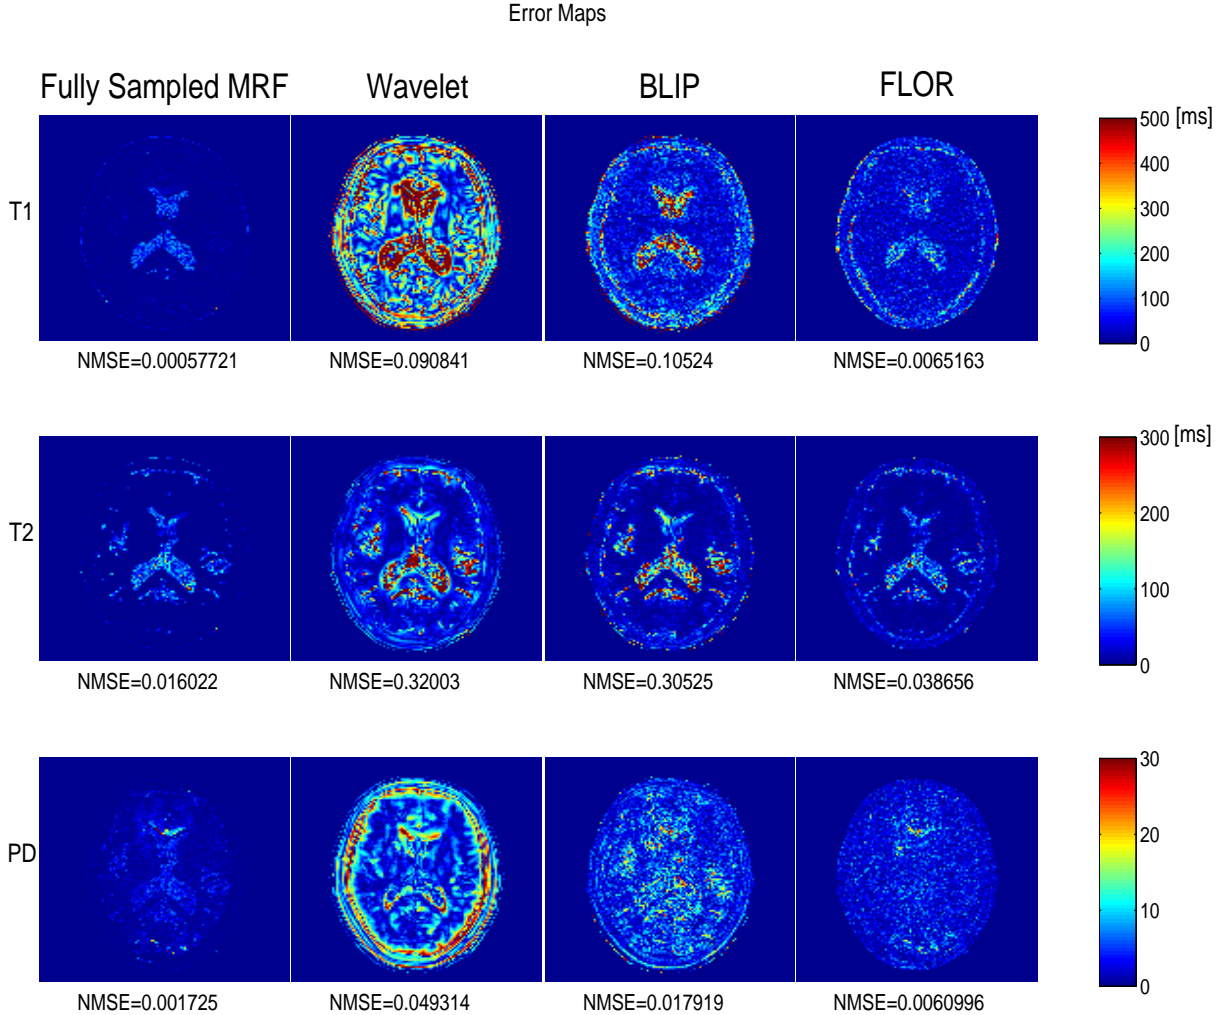 Error Maps
Fully Sampled MRF Wavelet BLIP FLOR
T1
500 [ms]
400
300
200
100
0
NMSE=0.00057721 NMSE=0.090841 NMSE=0.10524 NMSE=0.0065163
T2
300 [ms]
200
100
0
NMSE=0.016022 NMSE=0.32003 NMSE=0.30525 NMSE=0.038656
PD
30
20
10
0
NMSE=0.001725 NMSE=0.049314 NMSE=0.017919 NMSE=0.0060996